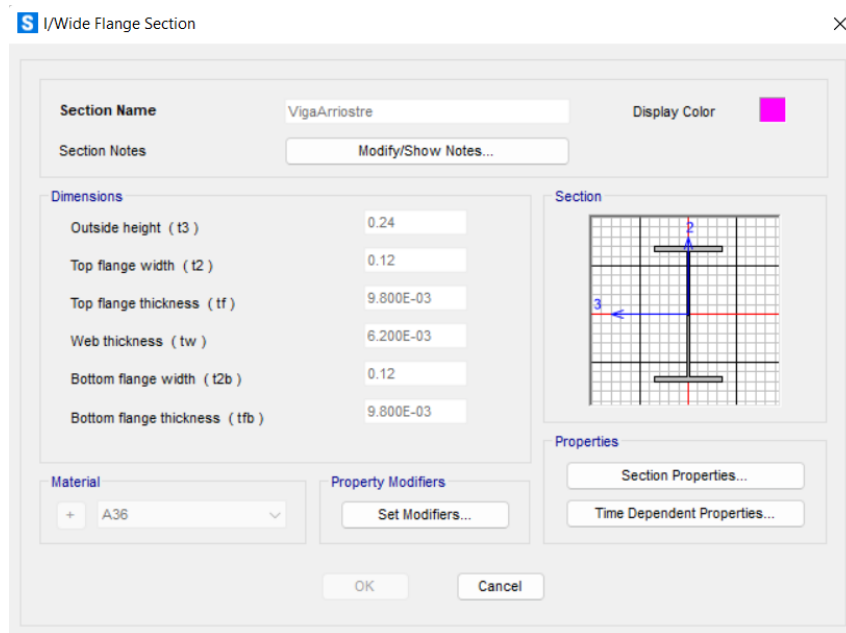 S I/Wide Flange Section
Section Name VigaArriostre Display Color
Section Notes Modify/Show Notes...
Dimensions
Outside height ( t3 ) 0.24
Top flange width ( t2 ) 0.12
Top flange thickness ( tf ) 9.800E-03
Web thickness ( tw ) 6.200E-03
Bottom flange width ( t2b ) 0.12
Bottom flange thickness ( tfb ) 9.800E-03
Section
2
3
Material
+ A36
Property Modifiers
Set Modifiers...
Properties
Section Properties...
Time Dependent Properties...
OK Cancel